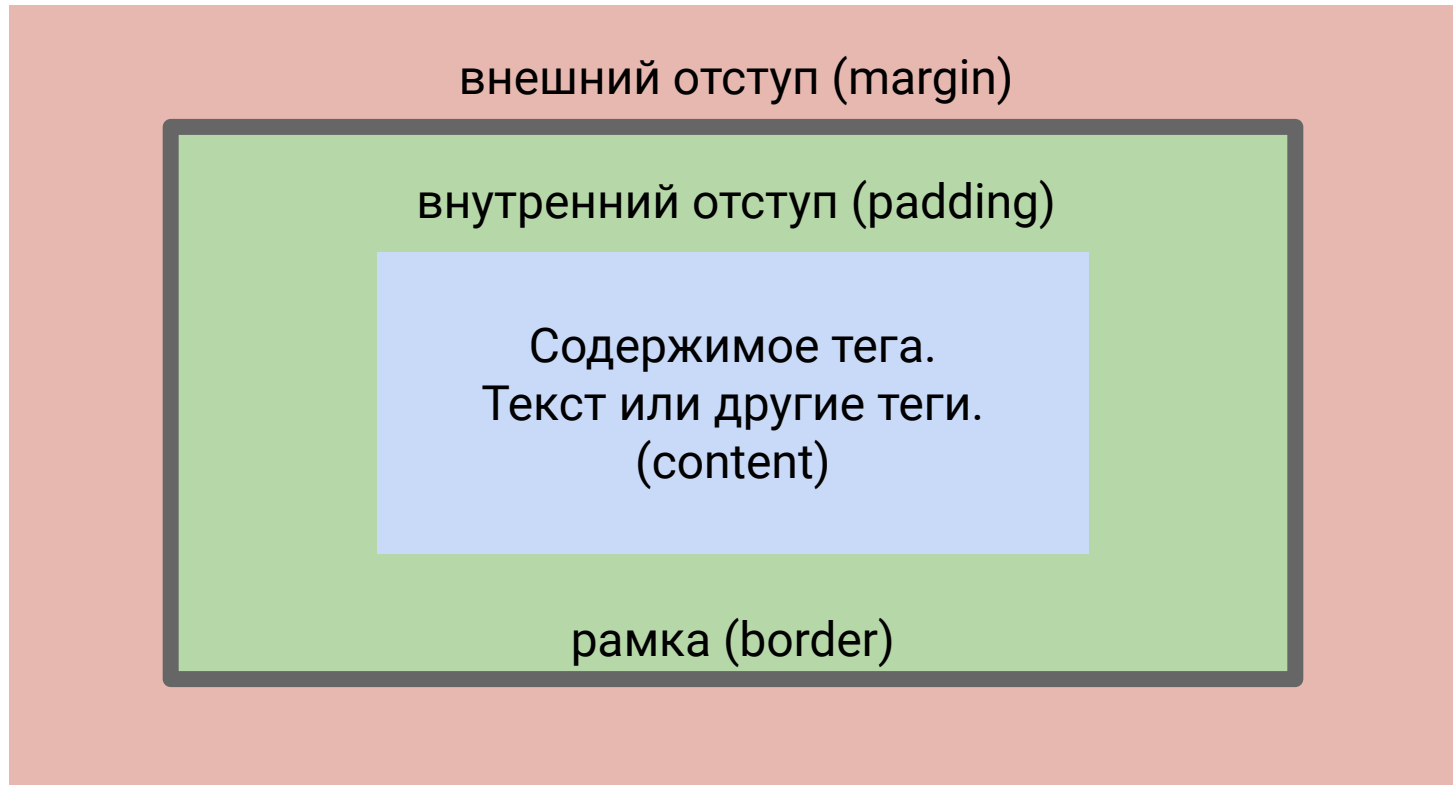 внешний отступ (margin)
внутренний отступ (padding)
Содержимое тега.
Текст или другие теги.
(content)
рамка (border)